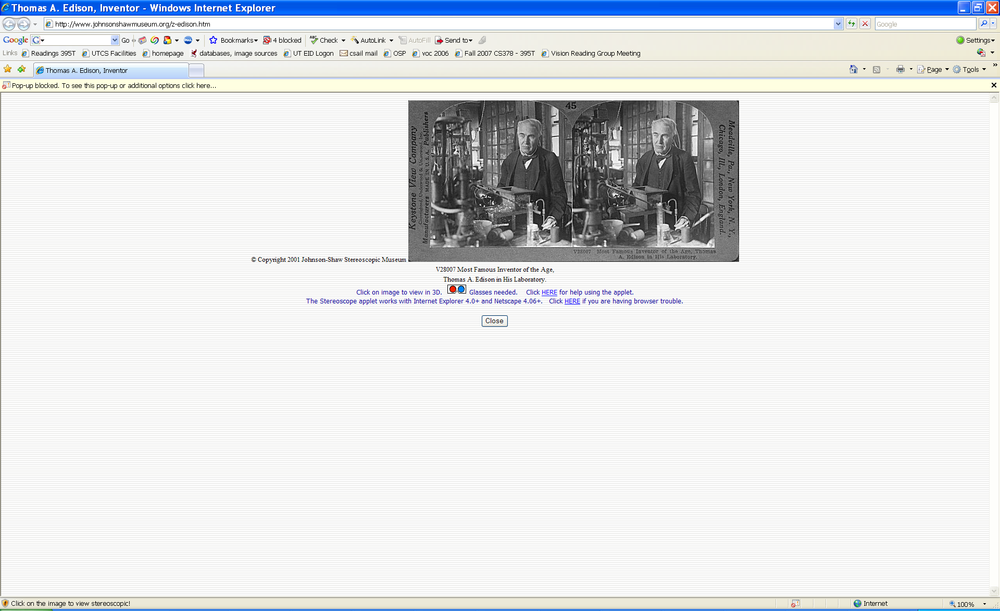 Thomas A. Edison, Inventor - Windows Internet Explorer
http://www.johnsonshawmuseum.org/z-edison.htm
Google
Google G Go Bookmarks 4 blocked ABC Check AutoLink AutoFill Send to Settings
Links Readings 395T UTCS Facilities homepage databases, image sources UT EID Logon csail mail OSP voc 2006 Fall 2007 CS378 - 395T Vision Reading Group Meeting
Thomas A. Edison, Inventor
Page Tools
Pop-up blocked. To see this pop-up or additional options click here...
45
Keystone View Company
Copyrighted, Underwood & Underwood, Inc.
Manufacturers MADE IN U.S.A. Publishers
Meadville, Pa., New York, N. Y.,
Chicago, Ill., London, England.
V28007 Most Famous Inventor of the Age, Thomas
A. Edison in His Laboratory.
© Copyright 2001 Johnson-Shaw Stereoscopic Museum
V28007 Most Famous Inventor of the Age,
Thomas A. Edison in His Laboratory.
Click on image to view in 3D. Glasses needed. Click HERE for help using the applet.
The Stereoscope applet works with Internet Explorer 4.0+ and Netscape 4.06+. Click HERE if you are having browser trouble.
Close
Click on the image to view stereoscopic!
Internet
100%